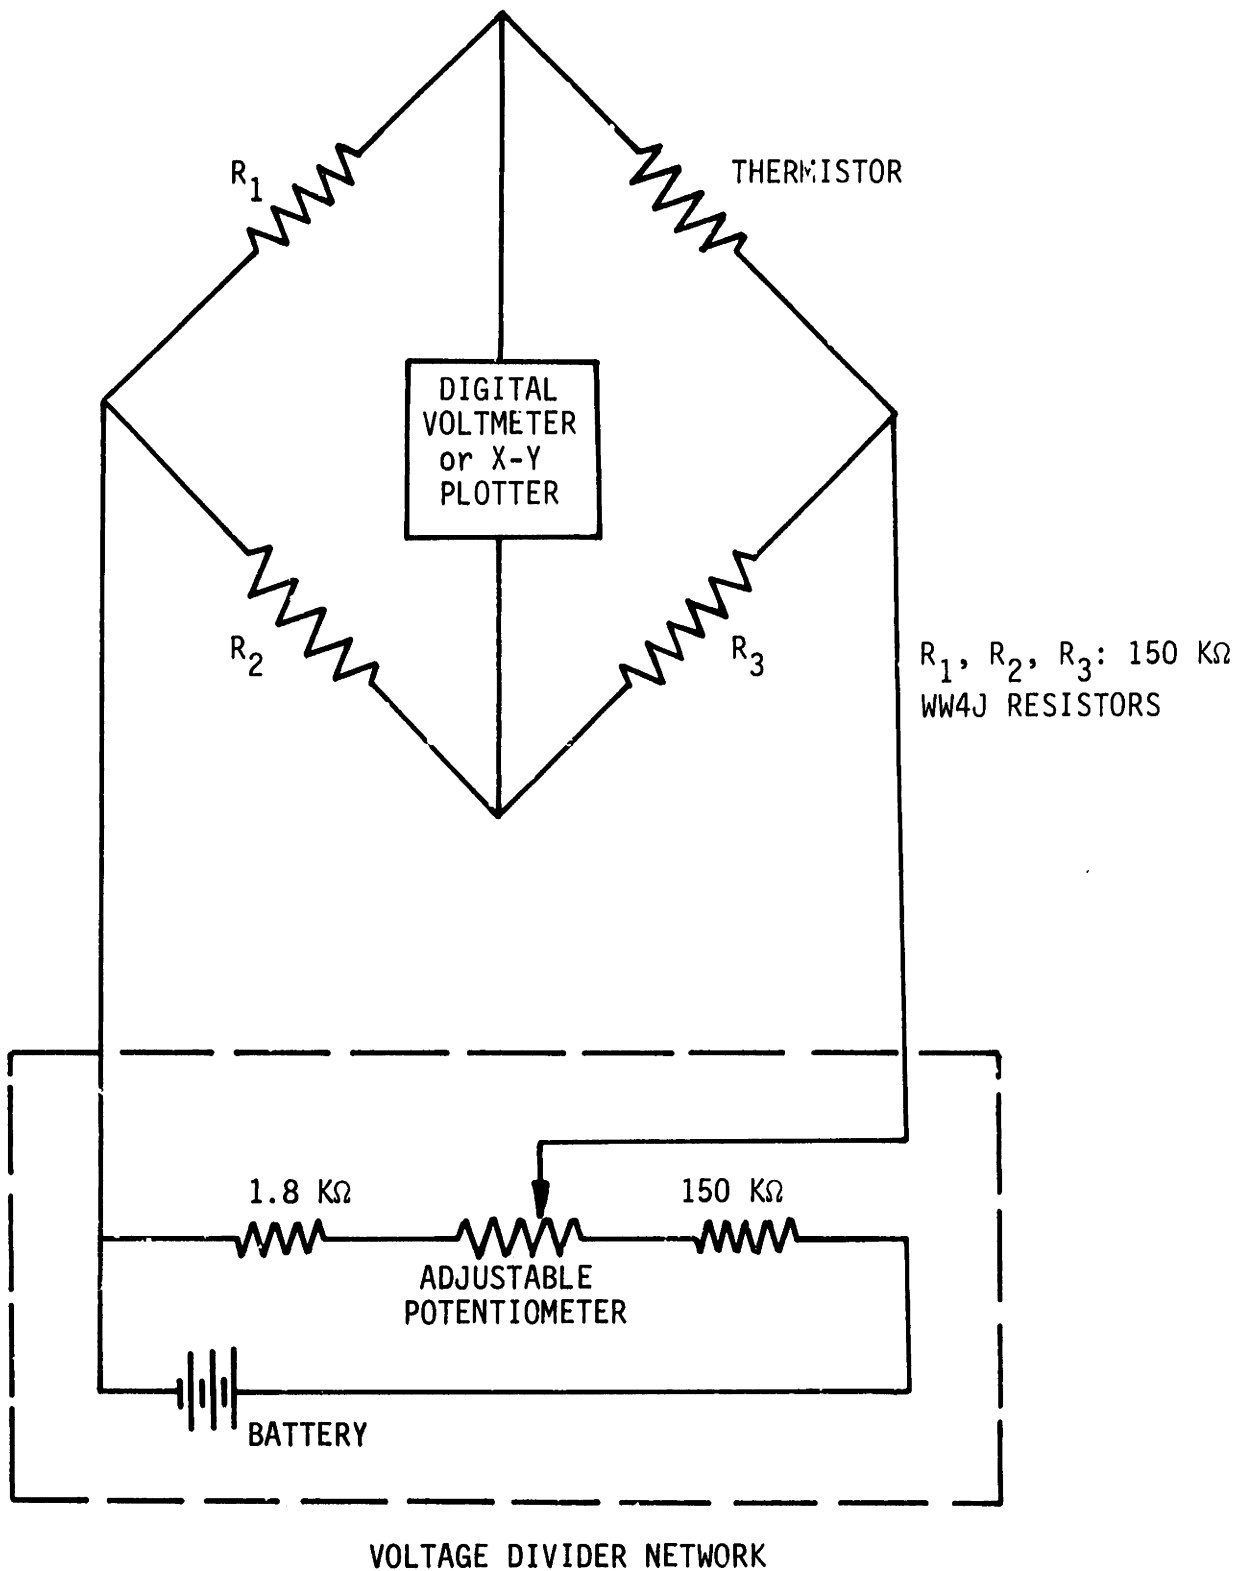 R1
THERMISTOR
DIGITAL
VOLTMETER
or X-Y
PLOTTER
R2
R3
R1, R2, R3: 150 KΩ
WW4J RESISTORS
1.8 KΩ
150 KΩ
ADJUSTABLE
POTENTIOMETER
BATTERY
VOLTAGE DIVIDER NETWORK